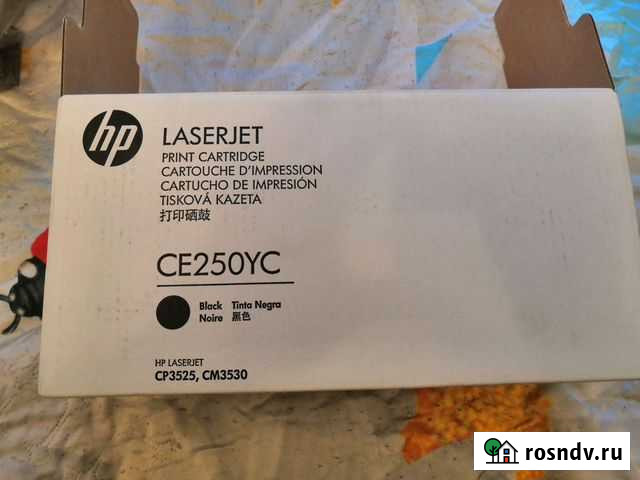 hp
LASERJET
PRINT CARTRIDGE
CARTOUCHE D'IMPRESSION
CARTUCHO DE IMPRESIÓN
TISKOVÁ KAZETA
打印硒鼓
CE250YC
Black Tinta Negra
Noire 黑色
HP LASERJET
CP3525, CM3530
rosndv.ru